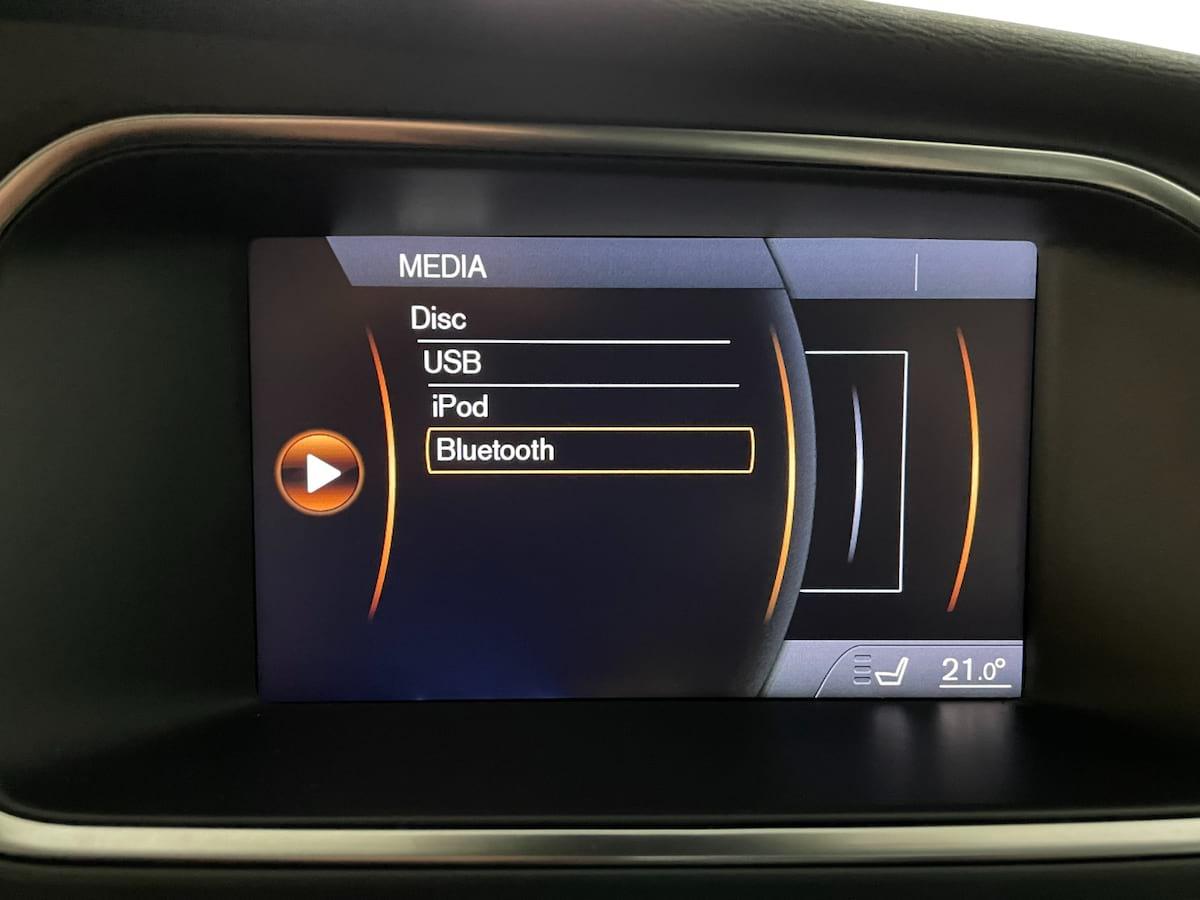 MEDIA
Disc
USB
iPod
Bluetooth
21.0°